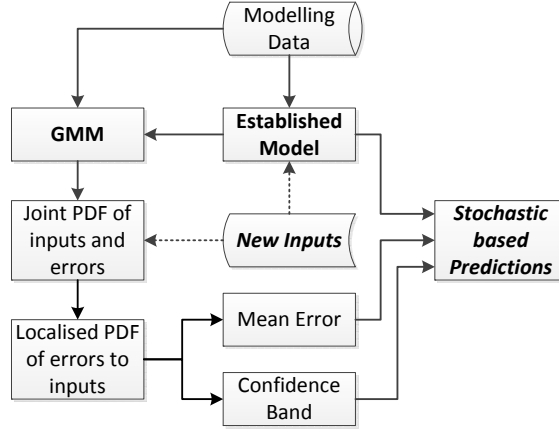 Modelling
Data
GMM
Established
Model
Joint PDF of
inputs and
errors
New Inputs
Stochastic
based
Predictions
Localised PDF
of errors to
inputs
Mean Error
Confidence
Band